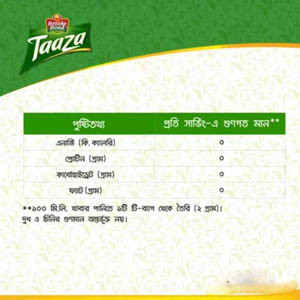 Brooke Bond
Taaza
পুষ্টিতথ্য প্রতি সার্ভিং-এ গুণগত মান**
এনার্জি (কি. ক্যালরি) ০
প্রোটিন (গ্রাম) ০
কার্বোহাইড্রেট (গ্রাম) ০
ফ্যাট (গ্রাম) ০
**১০০ মি.লি. খাবার পানিতে ১টি টি-ব্যাগ থেকে তৈরি (২ গ্রাম)।
দুধ ও চিনির গুণমান অন্তর্ভুক্ত নয়।